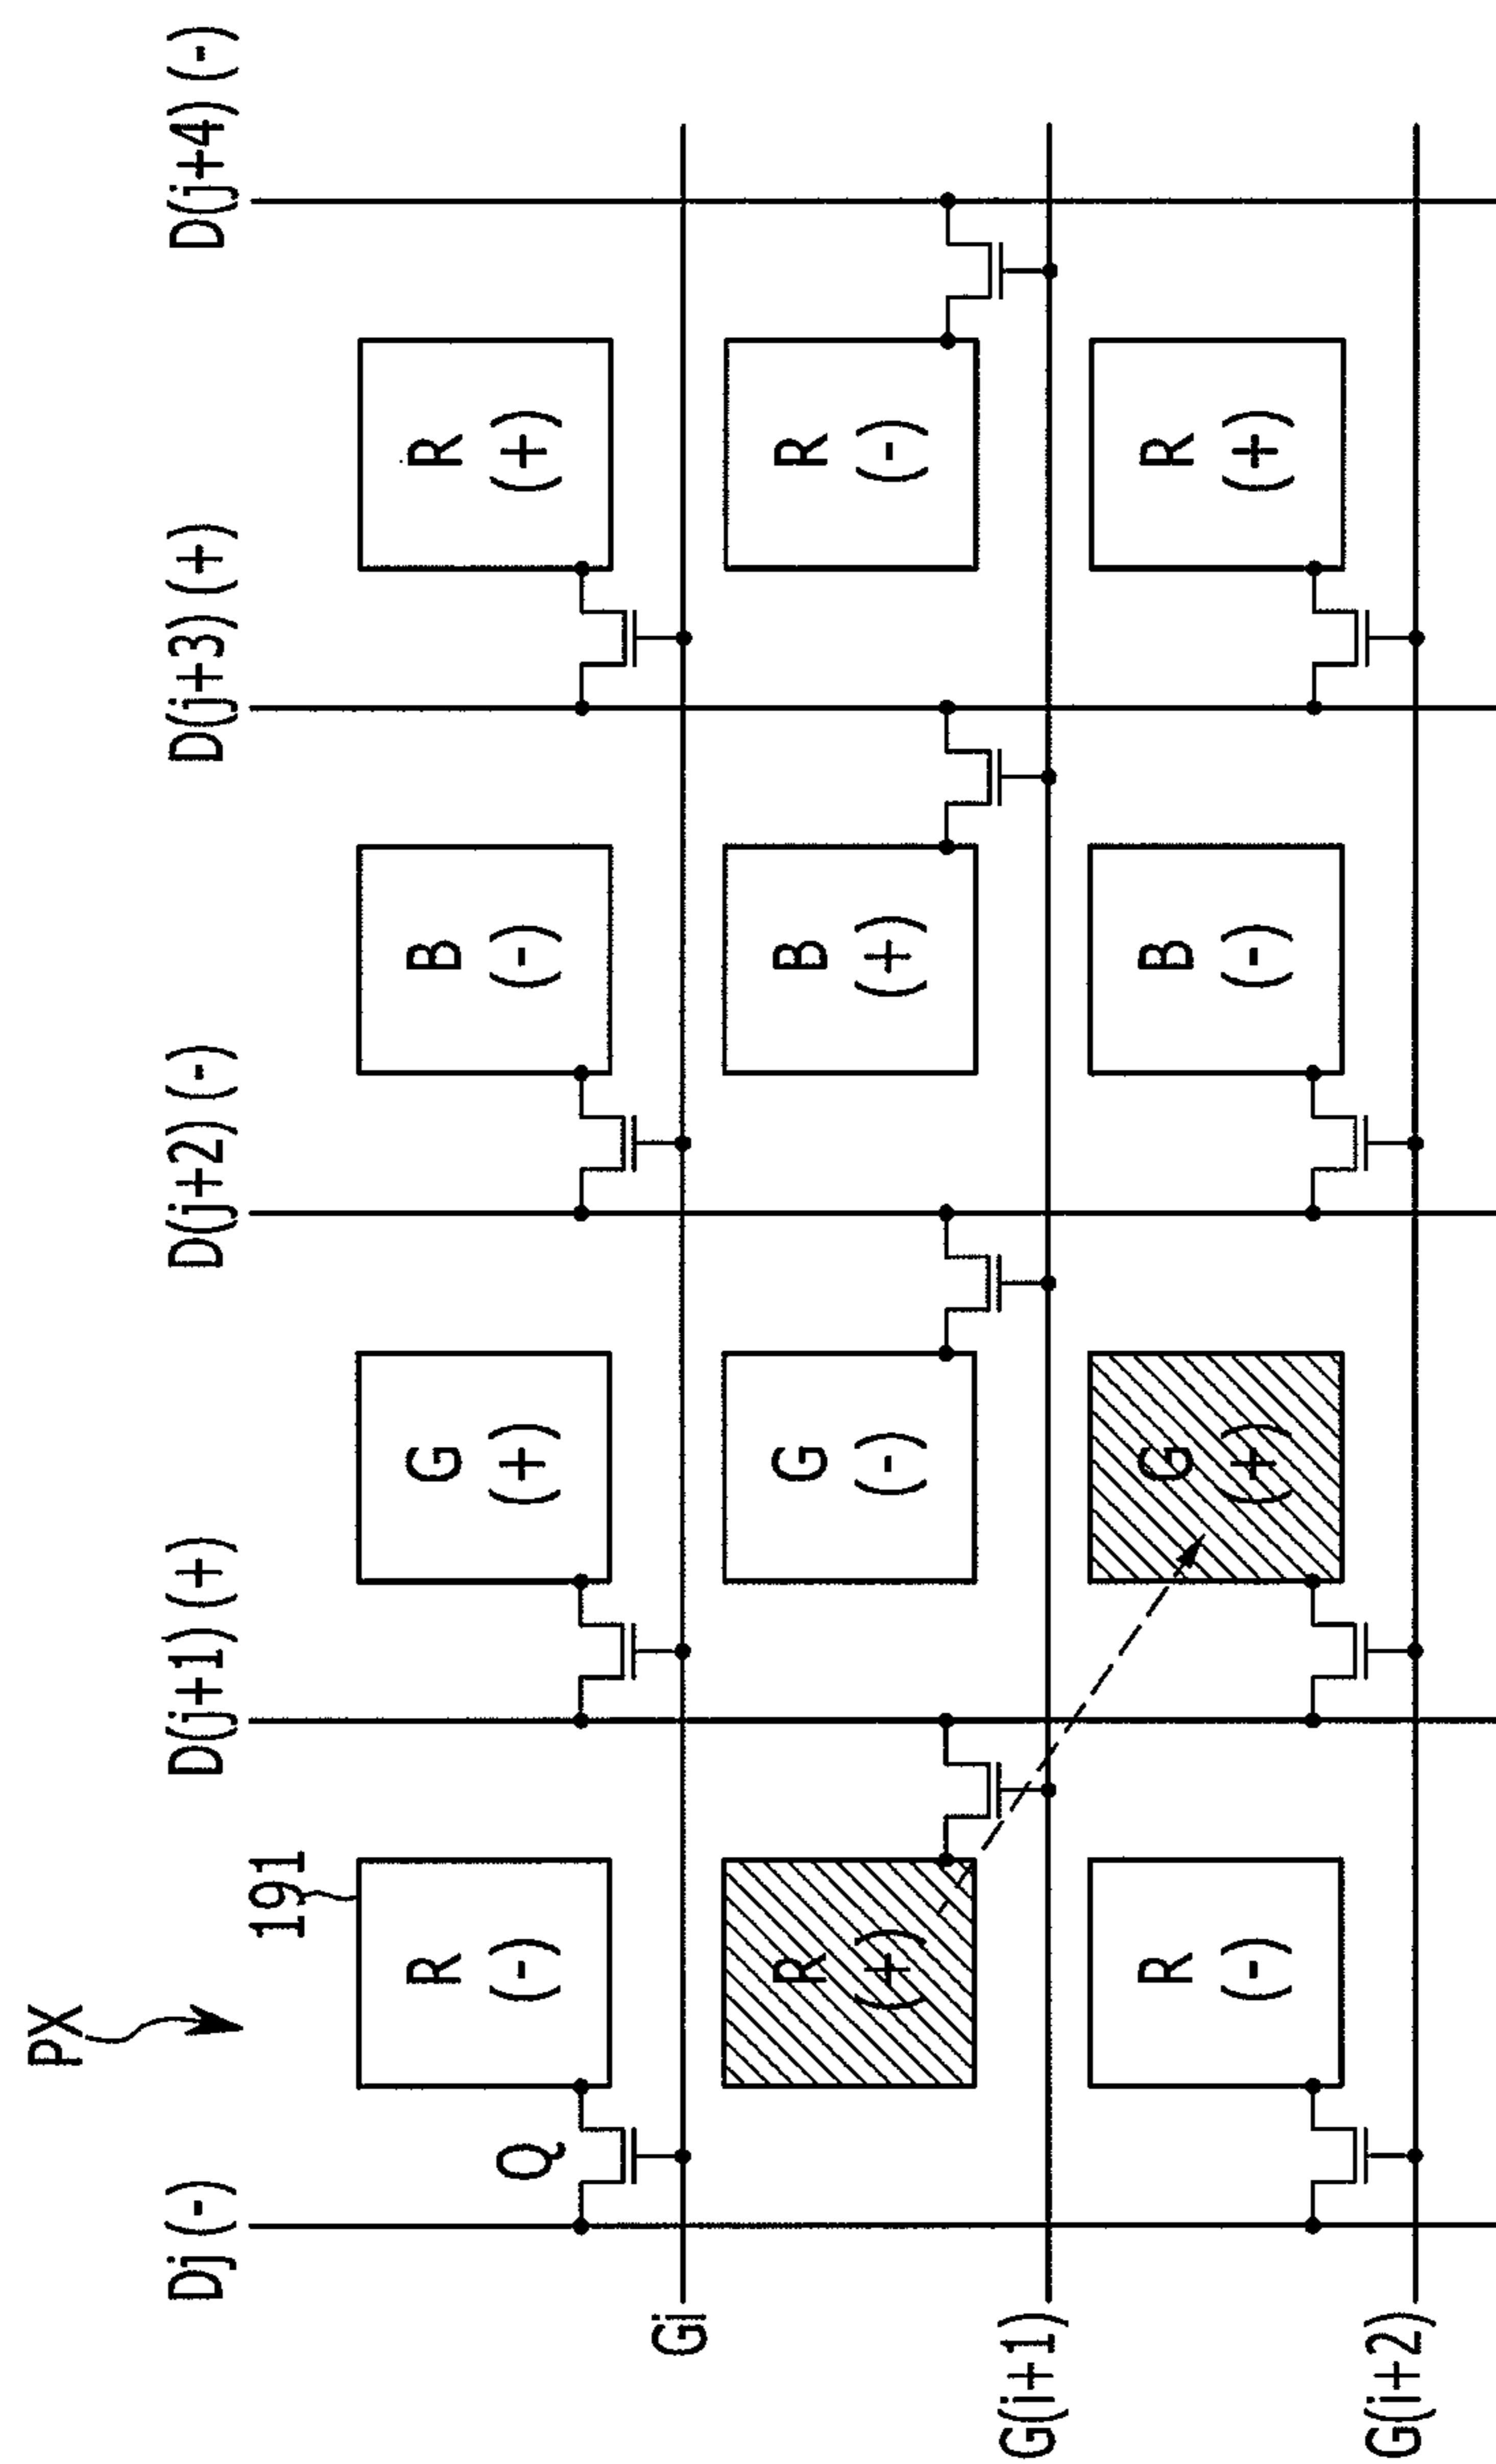 PX
191
Dj (-)
D(j+1) (+)
D(j+2) (-)
D(j+3) (+)
D(j+4) (-)
Q
R
(-)
G
(+)
B
(-)
R
(+)
Gi
R
(+)
G
(-)
B
(+)
R
(-)
G(i+1)
R
(-)
G
(+)
B
(-)
R
(+)
G(i+2)